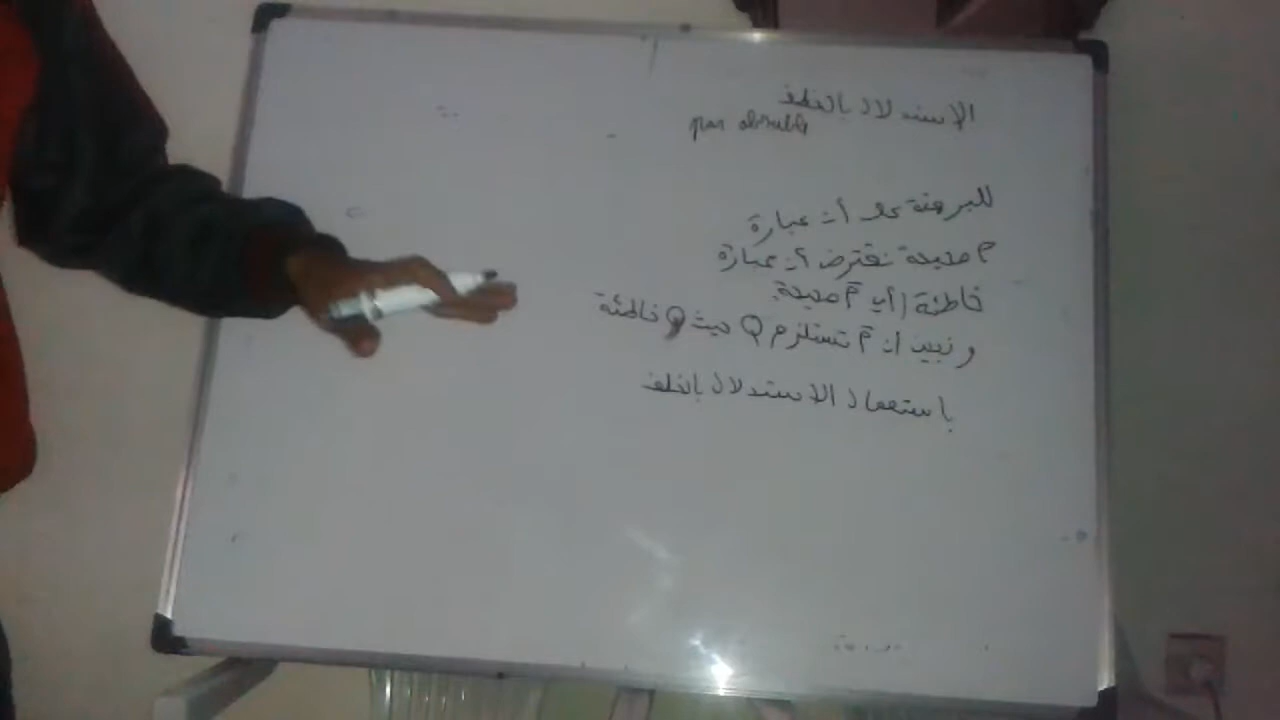 الإستدلال بالخلف
par absurde
للبرهنة على أن عبارة
P صحيحة نفترض أن عبارة
خاطئة (أي P̅ صحيحة.
و نبين أن P̅ تستلزم Q حيث Q خاطئة
باستعمال الاستدلال بالخلف